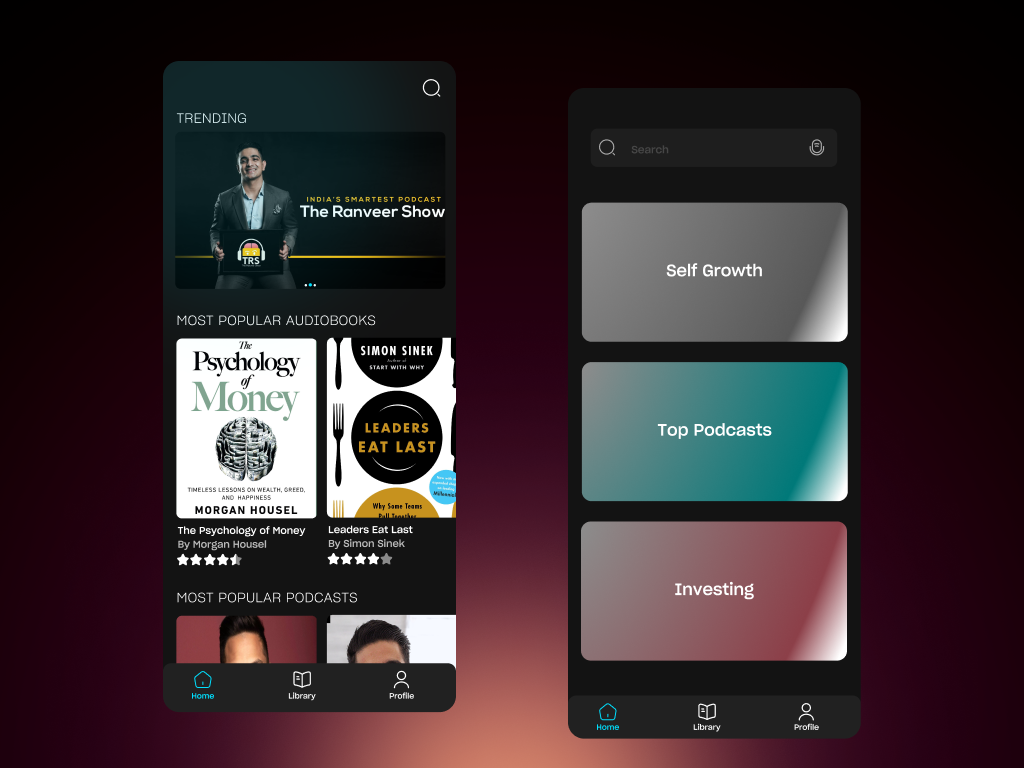 TRENDING
INDIA'S SMARTEST PODCAST
The Ranveer Show
TRS
MOST POPULAR AUDIOBOOKS
The
Psychology
of
Money
TIMELESS LESSONS ON WEALTH, GREED,
AND HAPPINESS
MORGAN HOUSEL
SIMON SINEK
Author of
START WITH WHY
LEADERS
EAT LAST
Why Some Teams
Pull Together
The Psychology of Money
By Morgan Housel
Leaders Eat Last
By Simon Sinek
MOST POPULAR PODCASTS
Home
Library
Profile
Search
Self Growth
Top Podcasts
Investing
Home
Library
Profile